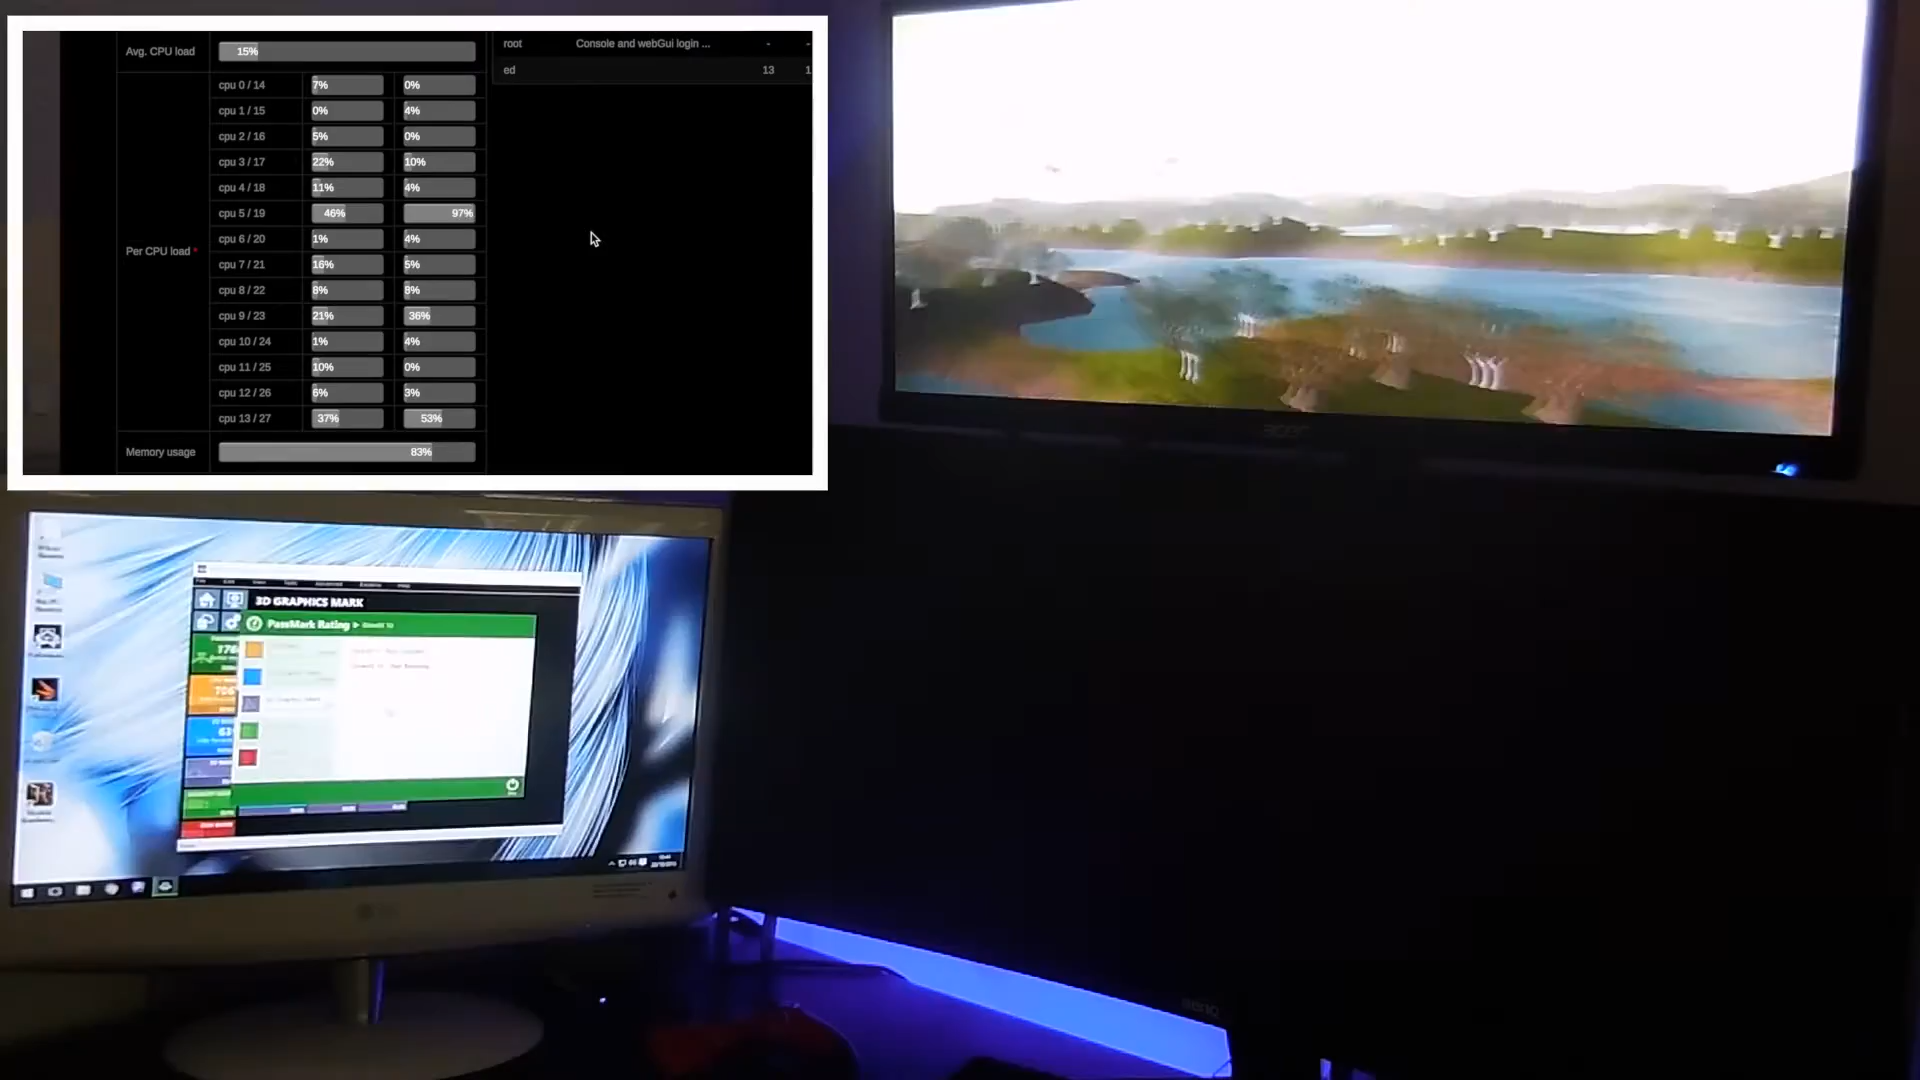 Avg. CPU load 15%
root Console and webGui login ... - -
ed 13 1
Per CPU load *
cpu 0 / 14 7% 0%
cpu 1 / 15 0% 4%
cpu 2 / 16 5% 0%
cpu 3 / 17 22% 10%
cpu 4 / 18 11% 4%
cpu 5 / 19 46% 97%
cpu 6 / 20 1% 4%
cpu 7 / 21 16% 5%
cpu 8 / 22 8% 8%
cpu 9 / 23 21% 36%
cpu 10 / 24 1% 4%
cpu 11 / 25 10% 0%
cpu 12 / 26 6% 3%
cpu 13 / 27 37% 53%
Memory usage 83%
acer
3D GRAPHICS MARK
PassMark Rating
BenQ